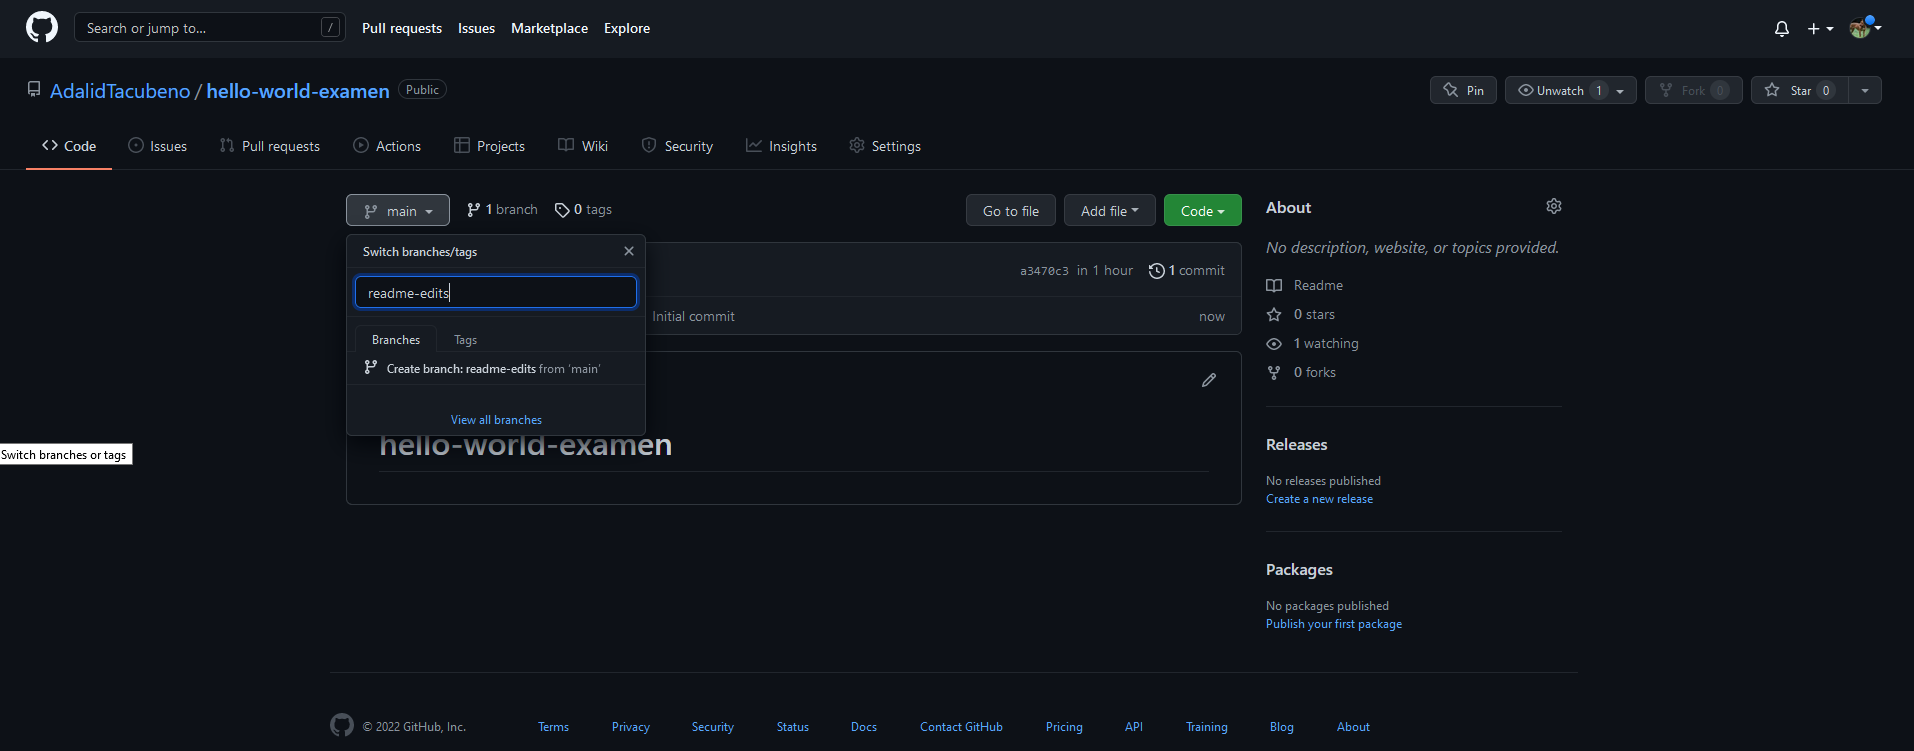 Search or jump to... / Pull requests Issues Marketplace Explore
AdalidTacubeno / hello-world-examen Public Pin Unwatch 1 Fork 0 Star 0
Code Issues Pull requests Actions Projects Wiki Security Insights Settings
main 1 branch 0 tags Go to file Add file Code
Switch branches/tags
readme-edits
Branches Tags
Create branch: readme-edits from 'main'
View all branches
a3470c3 in 1 hour 1 commit
Initial commit now
hello-world-examen
Switch branches or tags
About
No description, website, or topics provided.
Readme
0 stars
1 watching
0 forks
Releases
No releases published
Create a new release
Packages
No packages published
Publish your first package
© 2022 GitHub, Inc. Terms Privacy Security Status Docs Contact GitHub Pricing API Training Blog About